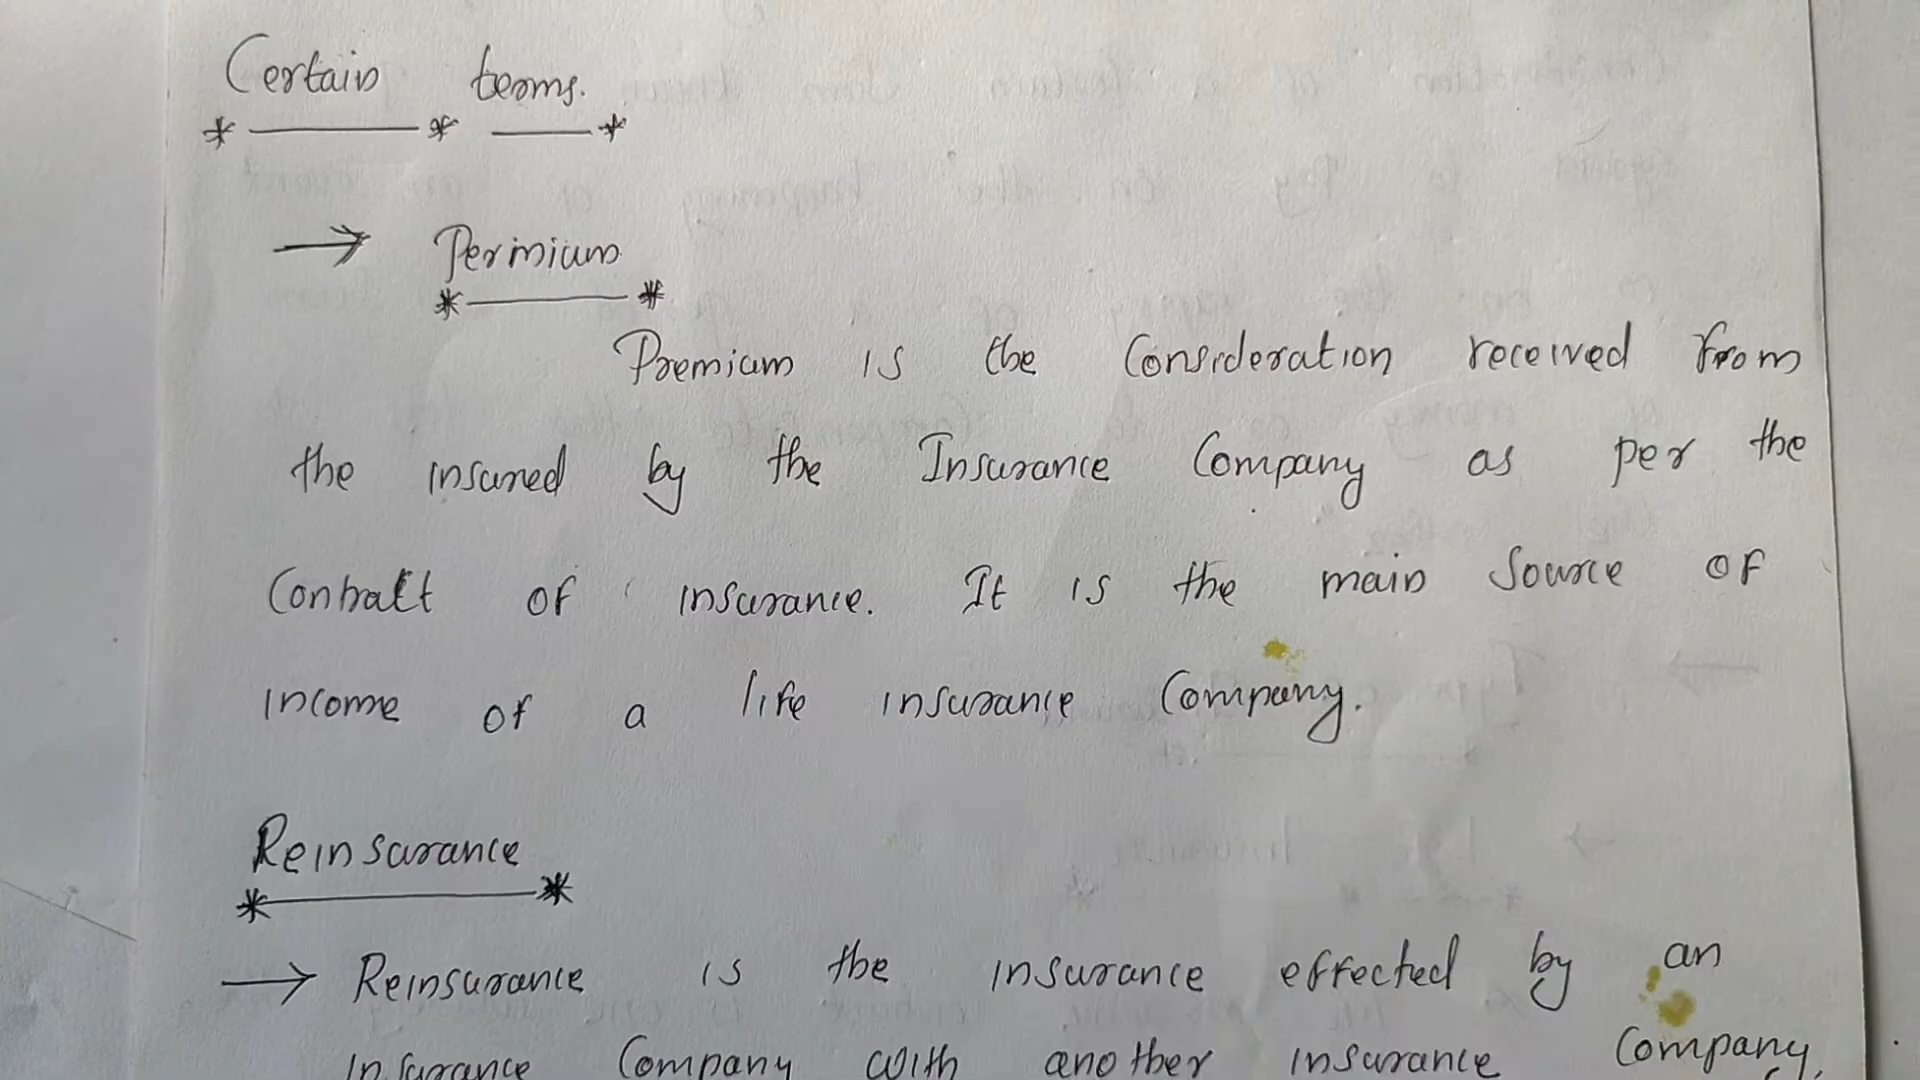 Certain terms.
→ Permium
Premium is the Consideration received from
the insured by the Insurance Company as per the
Contract of insurance. It is the main Source of
income of a life insurance Company.
Reinsurance
→ Reinsurance is the insurance effected by an
Insurance Company with another insurance Company.